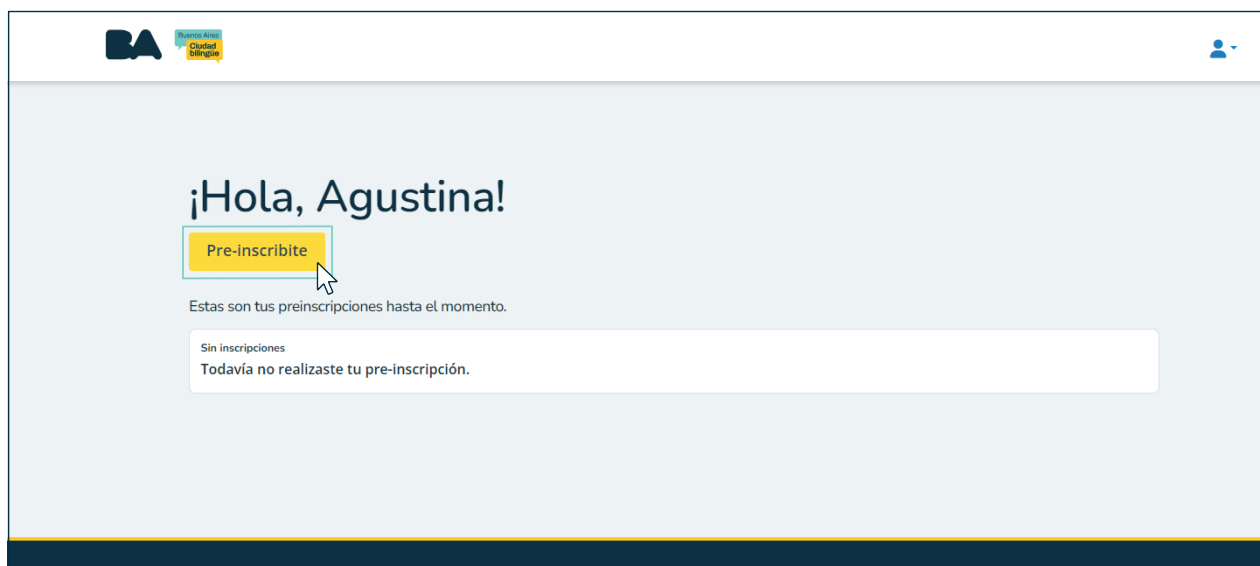 BA
Buenos Aires
Ciudad
bilingüe
¡Hola, Agustina!
Pre-inscribite
Estas son tus preinscripciones hasta el momento.
Sin inscripciones
Todavía no realizaste tu pre-inscripción.